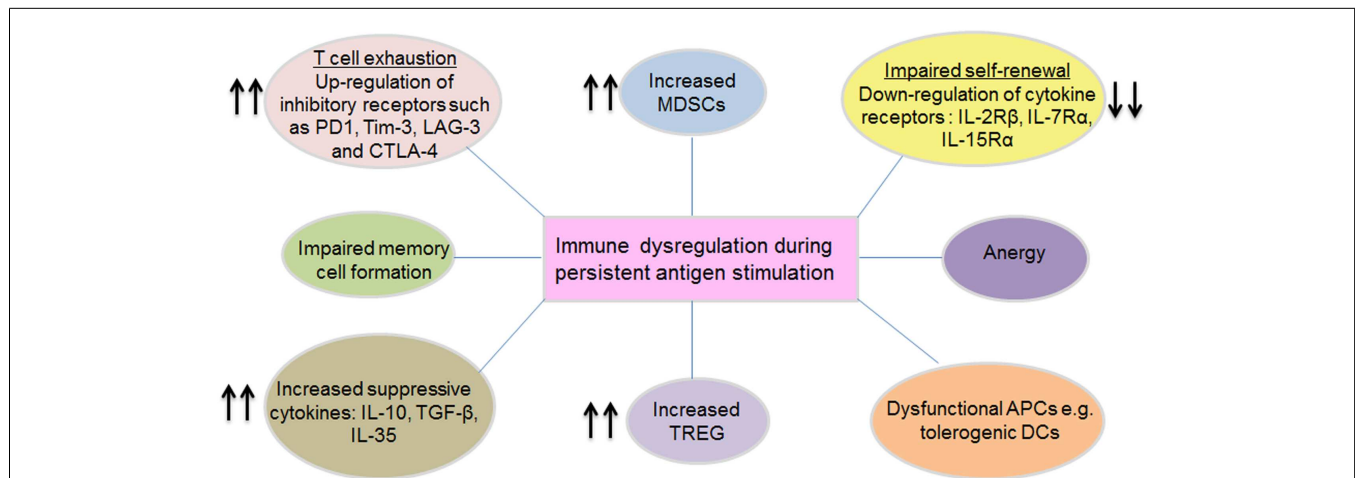 T cell exhaustion
Up-regulation of
inhibitory receptors such
as PD1, Tim-3, LAG-3
and CTLA-4
Increased
MDSCs
Impaired self-renewal
Down-regulation of cytokine
receptors : IL-2Rβ, IL-7Rα,
IL-15Rα
Impaired memory
cell formation
Immune dysregulation during
persistent antigen stimulation
Anergy
Increased suppressive
cytokines: IL-10, TGF-β,
IL-35
Increased
TREG
Dysfunctional APCs e.g.
tolerogenic DCs